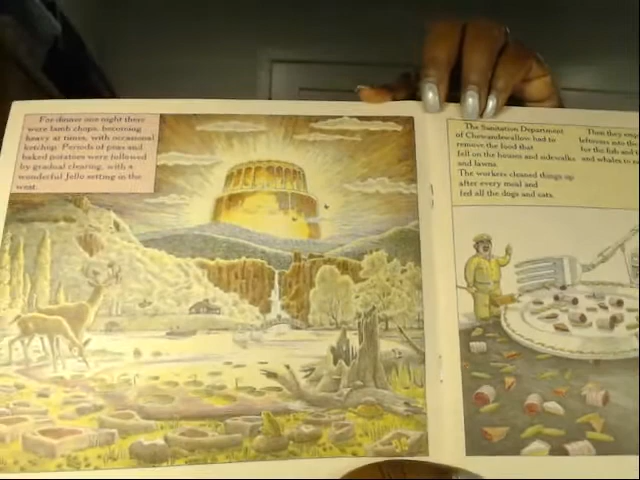 For dinner one night there
were lamb chops, becoming
heavy at times, with occasional
ketchup. Periods of peas and
baked potatoes were followed
by gradual clearing, with a
wonderful Jello setting in the
west.
The Sanitation Department
of Chewandswallow had to
remove the food that
fell on the houses and sidewalks
and lawns.
The workers cleaned things up
after every meal and
fed all the dogs and cats.
Then they
leftovers into the
for the fish and
and whales to